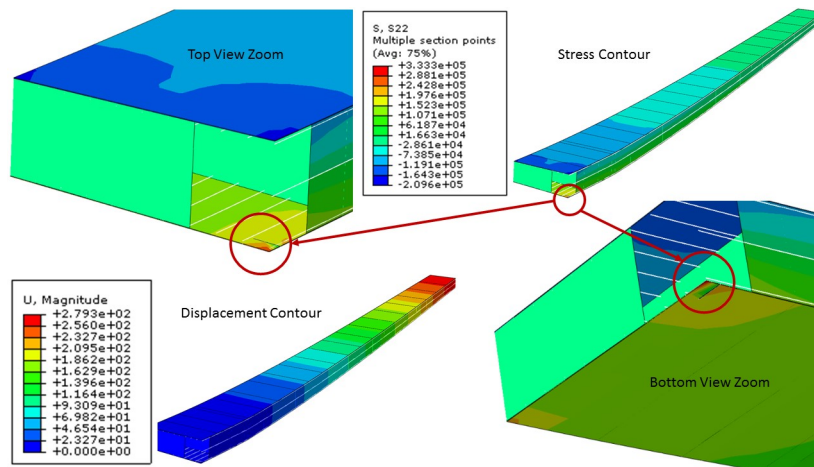 Top View Zoom
S, S22
Multiple section points
(Avg: 75%)
+3.333e+05
+2.881e+05
+2.428e+05
+1.976e+05
+1.523e+05
+1.071e+05
+6.187e+04
+1.663e+04
-2.861e+04
-7.385e+04
-1.191e+05
-1.643e+05
-2.096e+05
Stress Contour
U, Magnitude
+2.793e+02
+2.560e+02
+2.327e+02
+2.095e+02
+1.862e+02
+1.629e+02
+1.396e+02
+1.164e+02
+9.309e+01
+6.982e+01
+4.654e+01
+2.327e+01
+0.000e+00
Displacement Contour
Bottom View Zoom